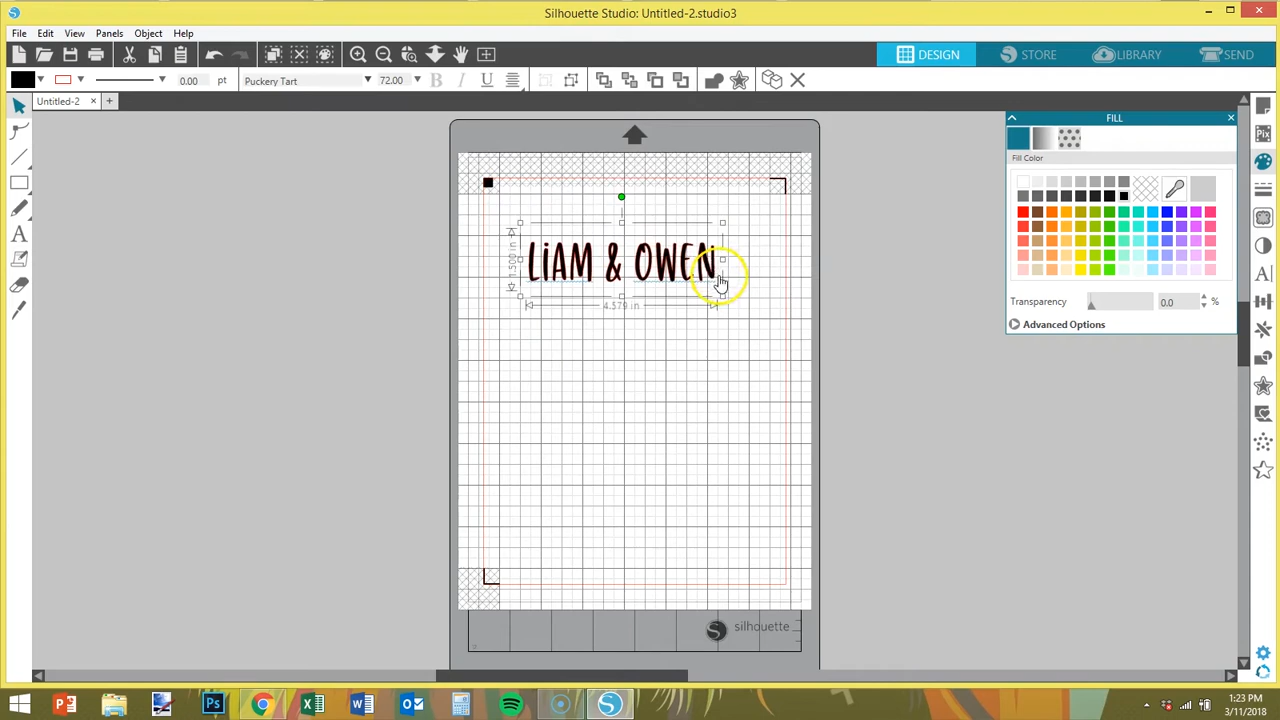 Silhouette Studio: Untitled-2.studio3
File Edit View Panels Object Help
DESIGN STORE LIBRARY SEND
0.00 pt Puckery Tart 72.00 B I U
Untitled-2 × +
FILL
Fill Color
Transparency 0.0 %
Advanced Options
LIAM & OWEN
1.500 in
4.579 in
silhouette
1:23 PM
3/11/2018